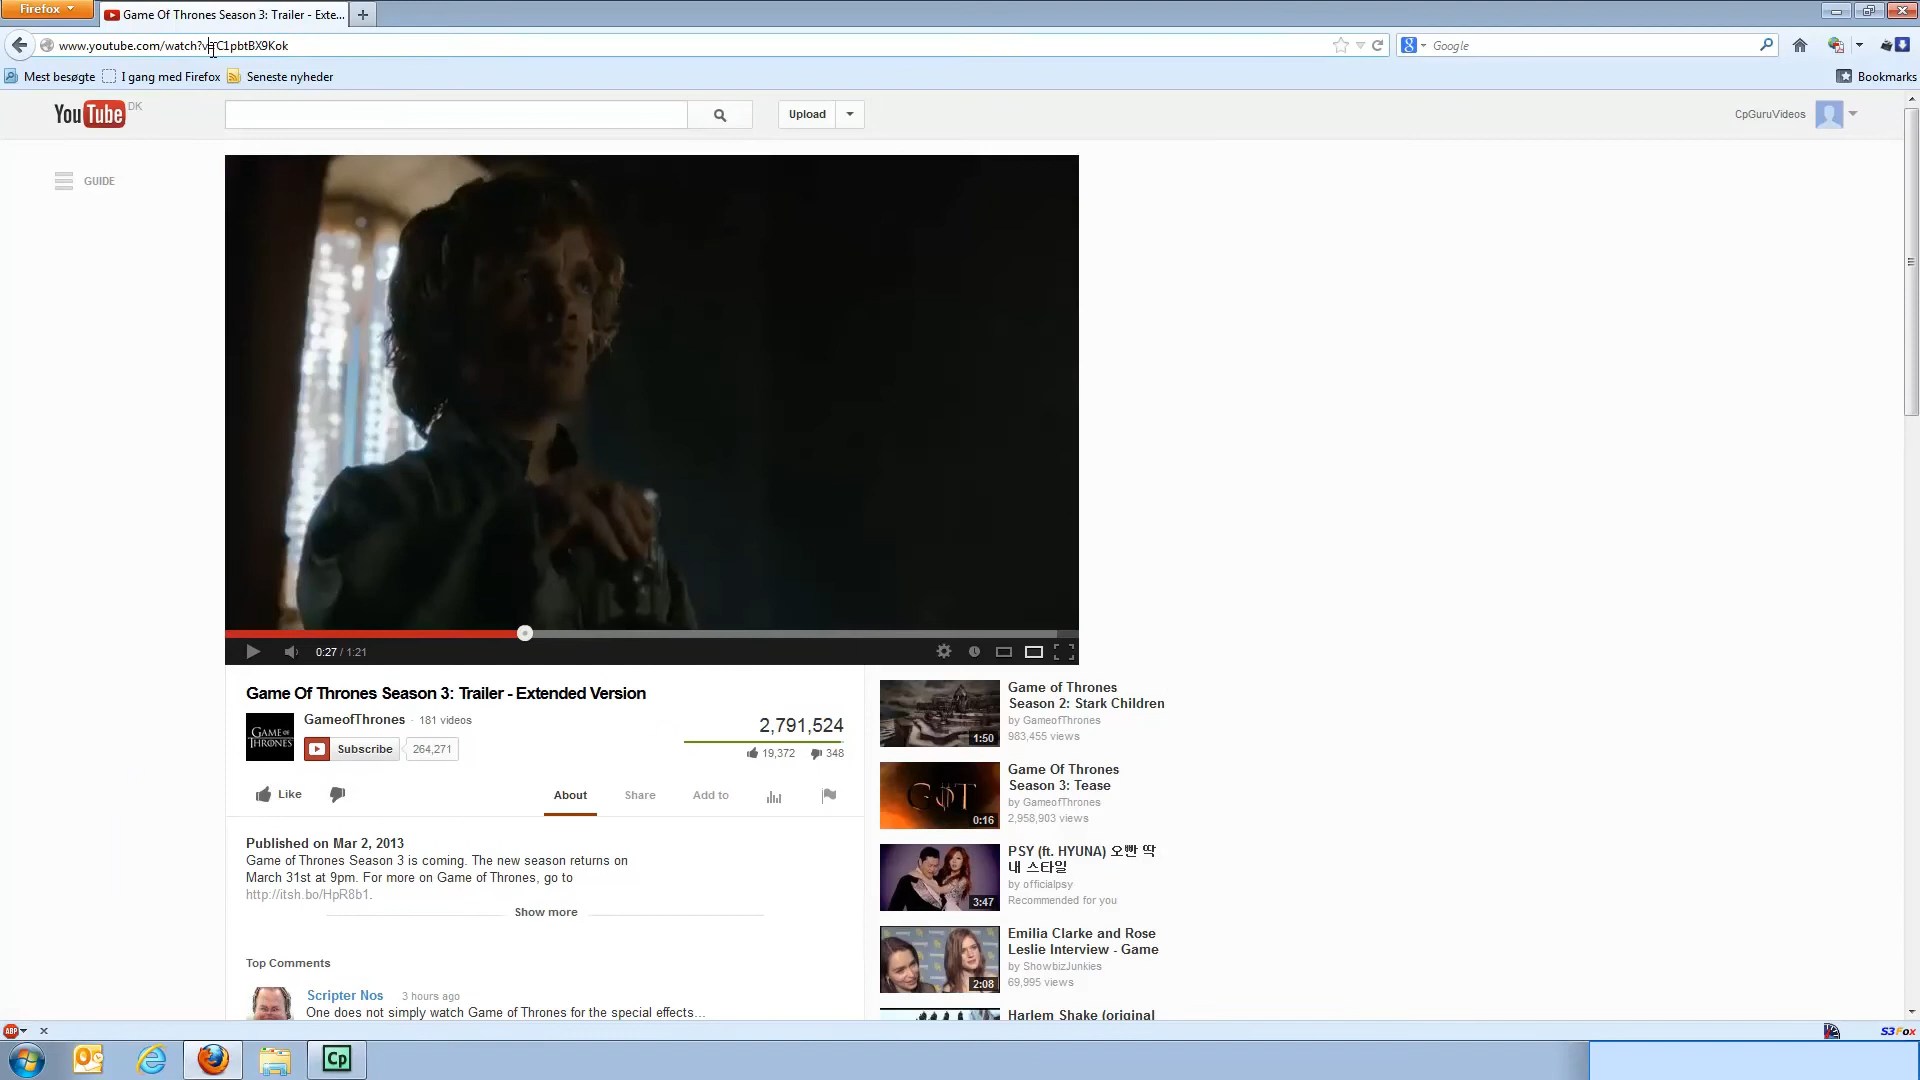 Firefox
Game Of Thrones Season 3: Trailer - Exte...
Google
Mest besøgte
I gang med Firefox
Seneste nyheder
Bookmarks
YouTube DK
Upload
CpGuruVideos
GUIDE
0:27 / 1:21
Game Of Thrones Season 3: Trailer - Extended Version
GAME OF THRONES
GameofThrones · 181 videos
Subscribe
264,271
2,791,524
19,372
348
Like
About
Share
Add to
Published on Mar 2, 2013
Game of Thrones Season 3 is coming. The new season returns on
March 31st at 9pm. For more on Game of Thrones, go to
http://itsh.bo/HpR8b1.
Show more
Top Comments
Scripter Nos 3 hours ago
One does not simply watch Game of Thrones for the special effects...
1:50
Game of Thrones
Season 2: Stark Children
by GameofThrones
983,455 views
0:16
Game Of Thrones
Season 3: Tease
by GameofThrones
2,958,903 views
3:47
PSY (ft. HYUNA) 오빤 딱
내 스타일
by officialpsy
Recommended for you
2:08
Emilia Clarke and Rose
Leslie Interview - Game
by ShowbizJunkies
69,995 views
Harlem Shake (original
ABP
S3Fox
Cp